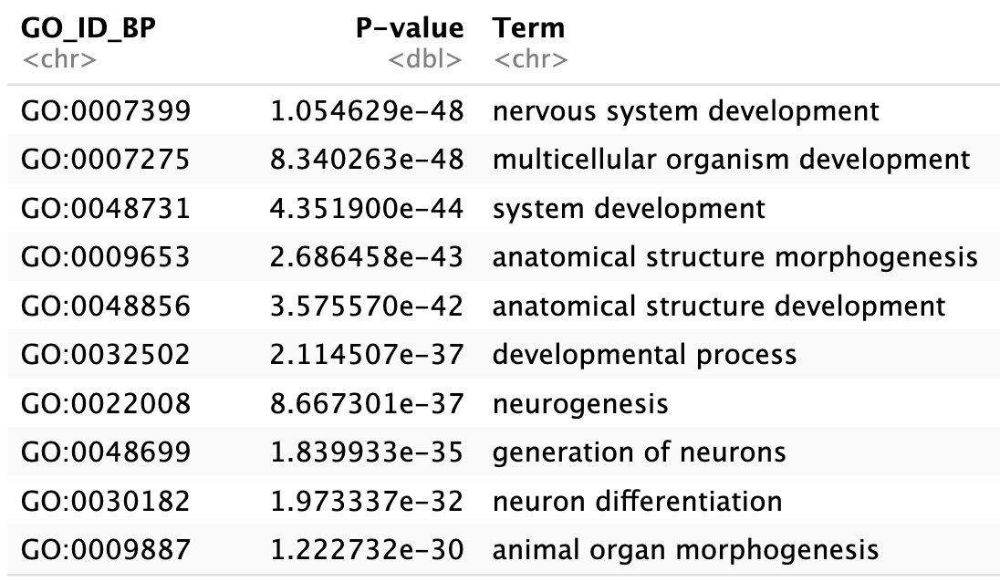 GO_ID_BP P-value Term
<chr> <dbl> <chr>
GO:0007399 1.054629e-48 nervous system development
GO:0007275 8.340263e-48 multicellular organism development
GO:0048731 4.351900e-44 system development
GO:0009653 2.686458e-43 anatomical structure morphogenesis
GO:0048856 3.575570e-42 anatomical structure development
GO:0032502 2.114507e-37 developmental process
GO:0022008 8.667301e-37 neurogenesis
GO:0048699 1.839933e-35 generation of neurons
GO:0030182 1.973337e-32 neuron differentiation
GO:0009887 1.222732e-30 animal organ morphogenesis